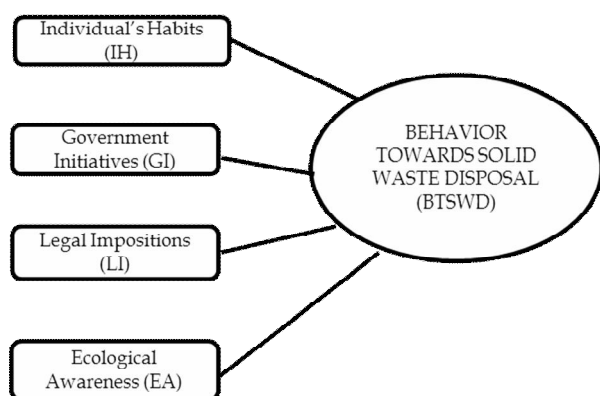 Individual's Habits
(IH)
Government
Initiatives (GI)
Legal Impositions
(LI)
Ecological
Awareness (EA)
BEHAVIOR
TOWARDS SOLID
WASTE DISPOSAL
(BTSWD)